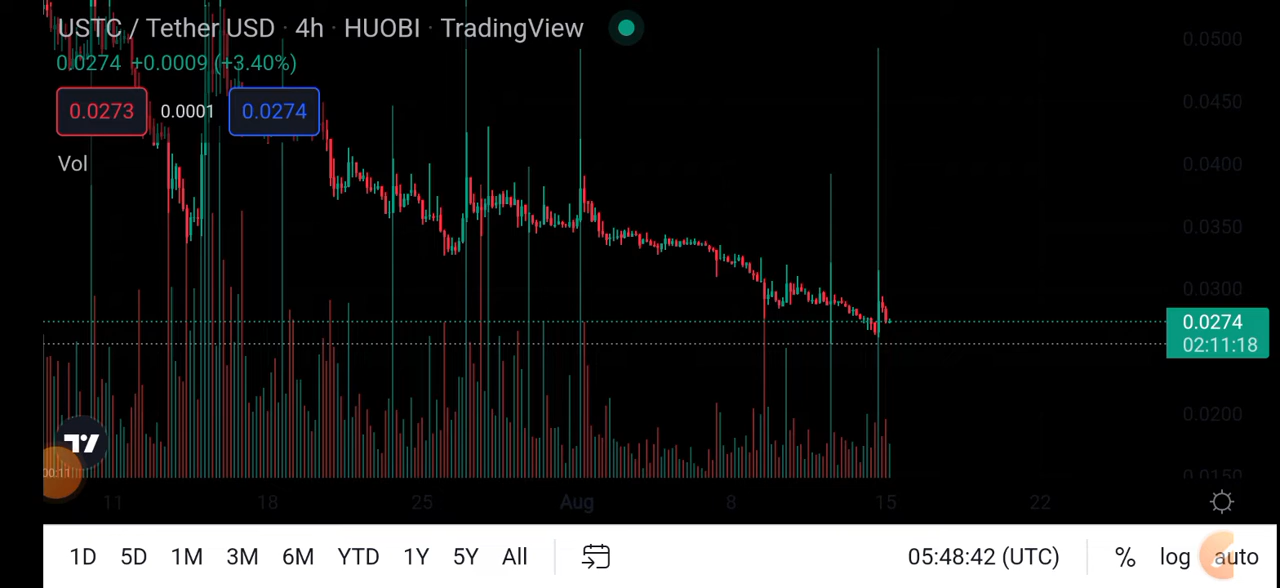 USTC / Tether USD · 4h · HUOBI · TradingView
0.0274 +0.0009 (+3.40%)
0.0273 0.0001 0.0274
Vol
0.0500
0.0450
0.0400
0.0350
0.0300
0.0274
02:11:18
0.0200
0.0150
00:11
11 18 25 Aug 8 15 22
1D 5D 1M 3M 6M YTD 1Y 5Y All 05:48:42 (UTC) % log auto